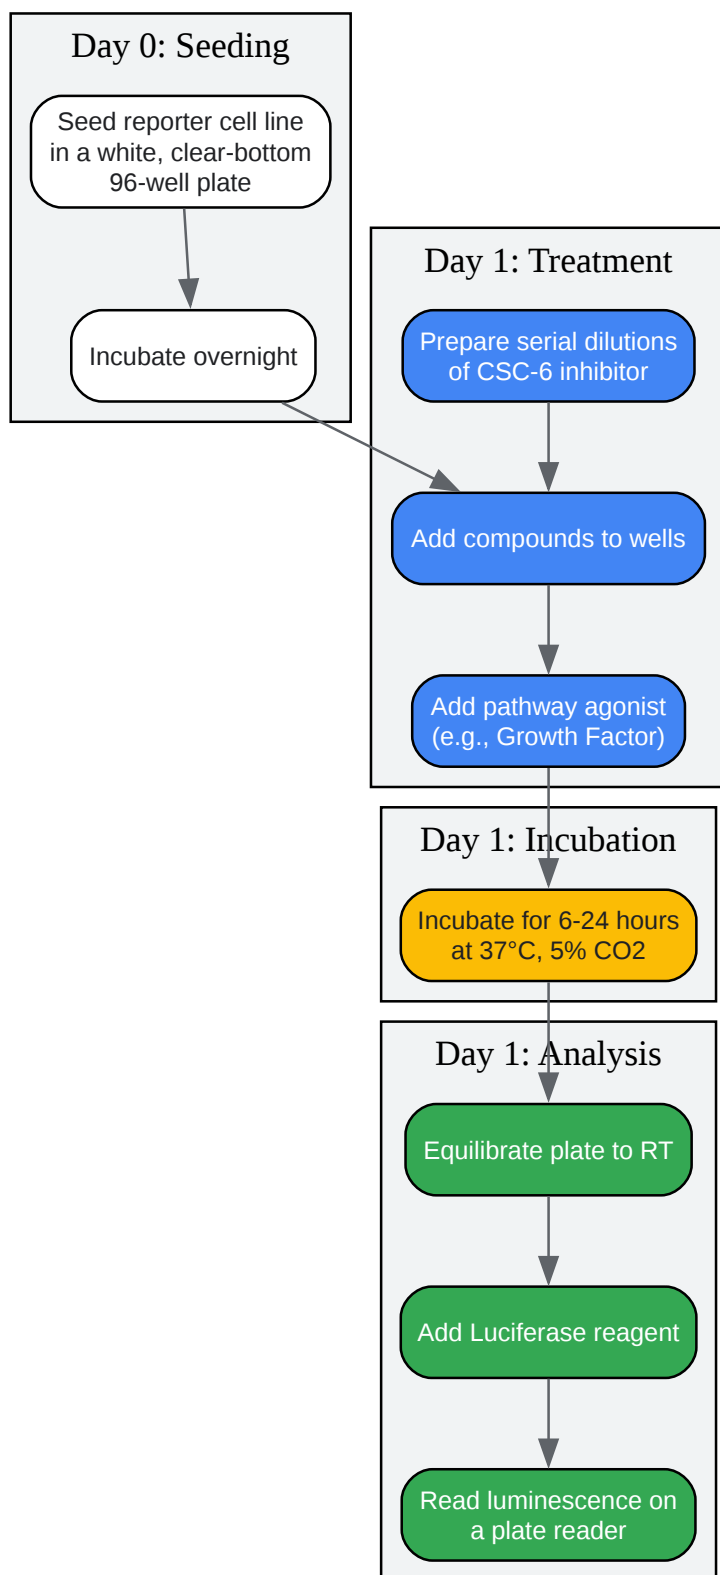 Day 0: Seeding
Seed reporter cell line
in a white, clear-bottom
96-well plate
Incubate overnight
Day 1: Treatment
Prepare serial dilutions
of CSC-6 inhibitor
Add compounds to wells
Add pathway agonist
(e.g., Growth Factor)
Day 1: Incubation
Incubate for 6-24 hours
at 37°C, 5% CO2
Day 1: Analysis
Equilibrate plate to RT
Add Luciferase reagent
Read luminescence on
a plate reader